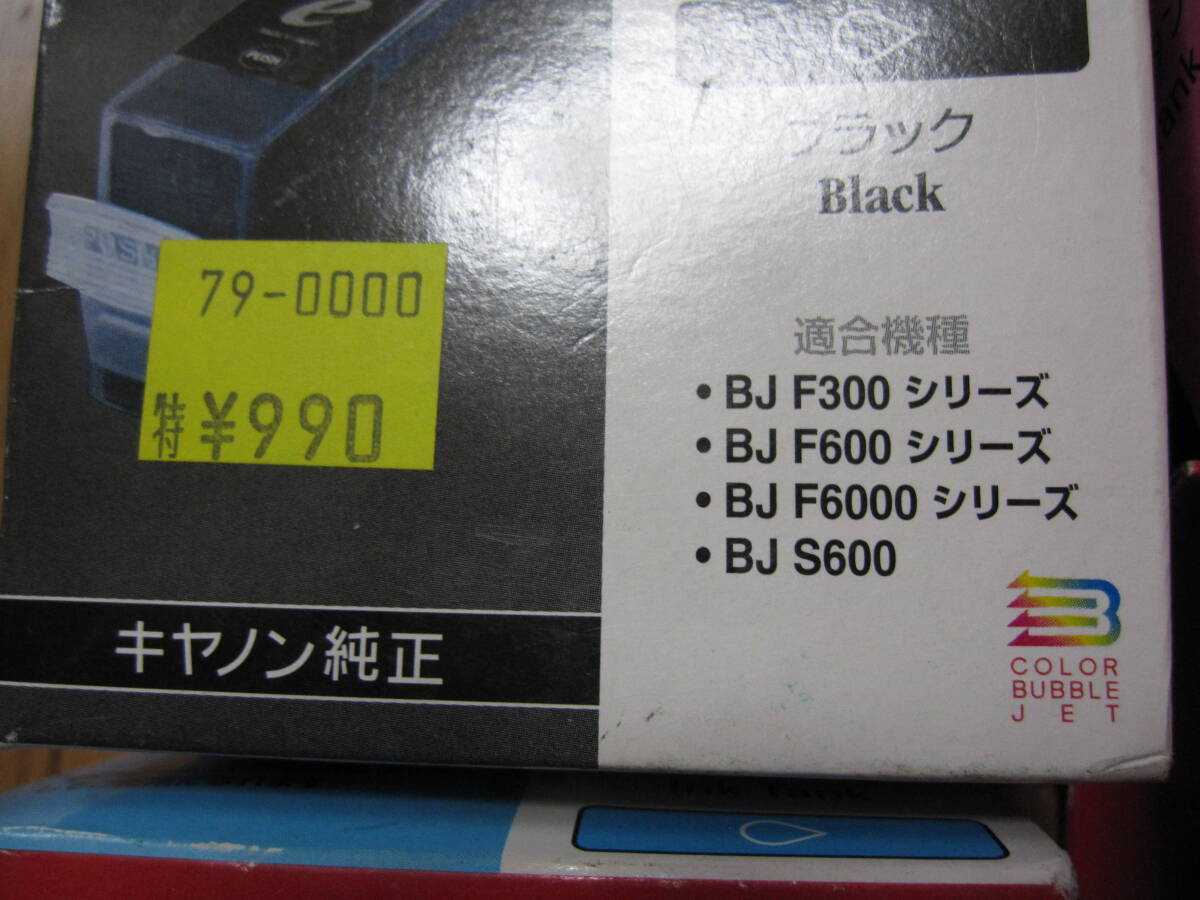 e
ブラック
Black
79-0000
特¥990
適合機種
• BJ F300 シリーズ
• BJ F600 シリーズ
• BJ F6000 シリーズ
• BJ S600
キヤノン純正
COLOR
BUBBLE
JET
Ink Tank